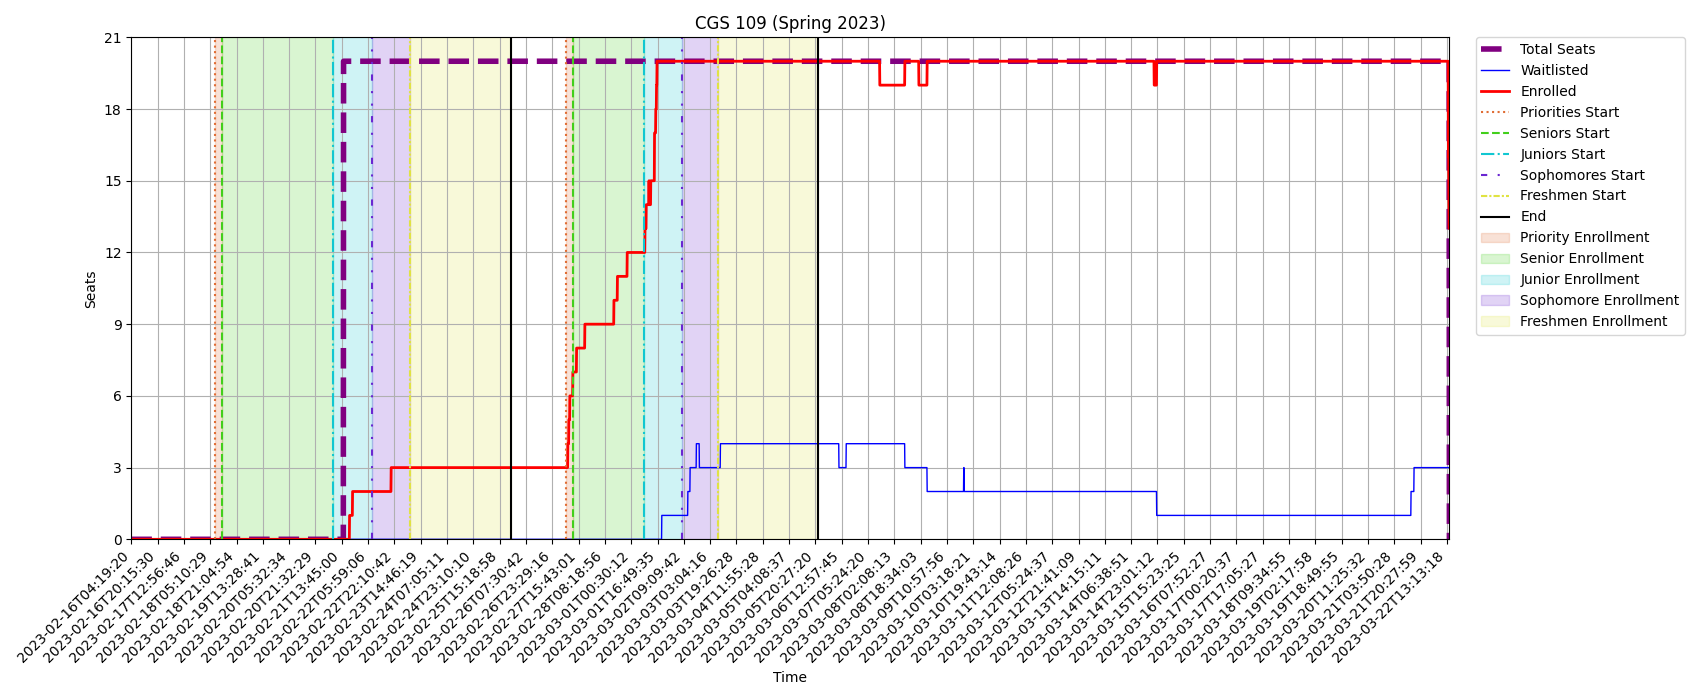 CGS 109 (Spring 2023)
21
18
15
12
9
6
3
0
Seats
2023-02-16T04:19:20
2023-02-16T20:15:30
2023-02-17T12:56:46
2023-02-18T05:10:29
2023-02-18T21:04:54
2023-02-19T13:28:41
2023-02-20T05:32:34
2023-02-20T21:32:29
2023-02-21T13:45:00
2023-02-22T05:59:06
2023-02-22T22:10:42
2023-02-23T14:46:19
2023-02-24T07:05:11
2023-02-24T23:10:10
2023-02-25T15:18:58
2023-02-26T07:30:42
2023-02-26T23:29:16
2023-02-27T15:43:01
2023-02-28T08:18:56
2023-03-01T00:30:12
2023-03-01T16:49:35
2023-03-02T09:09:42
2023-03-03T03:04:16
2023-03-03T19:26:28
2023-03-04T11:55:28
2023-03-05T04:08:37
2023-03-05T20:27:20
2023-03-06T12:57:45
2023-03-07T05:24:20
2023-03-08T02:08:13
2023-03-08T18:34:03
2023-03-09T10:57:56
2023-03-10T03:18:21
2023-03-10T19:43:14
2023-03-11T12:08:26
2023-03-12T05:24:37
2023-03-12T21:41:09
2023-03-13T14:15:11
2023-03-14T06:38:51
2023-03-14T23:01:12
2023-03-15T15:23:25
2023-03-16T07:52:27
2023-03-17T00:20:37
2023-03-17T17:05:27
2023-03-18T09:34:55
2023-03-19T02:17:58
2023-03-19T18:49:55
2023-03-20T11:25:32
2023-03-21T03:50:28
2023-03-21T20:27:59
2023-03-22T13:13:18
Time
Total Seats
Waitlisted
Enrolled
Priorities Start
Seniors Start
Juniors Start
Sophomores Start
Freshmen Start
End
Priority Enrollment
Senior Enrollment
Junior Enrollment
Sophomore Enrollment
Freshmen Enrollment